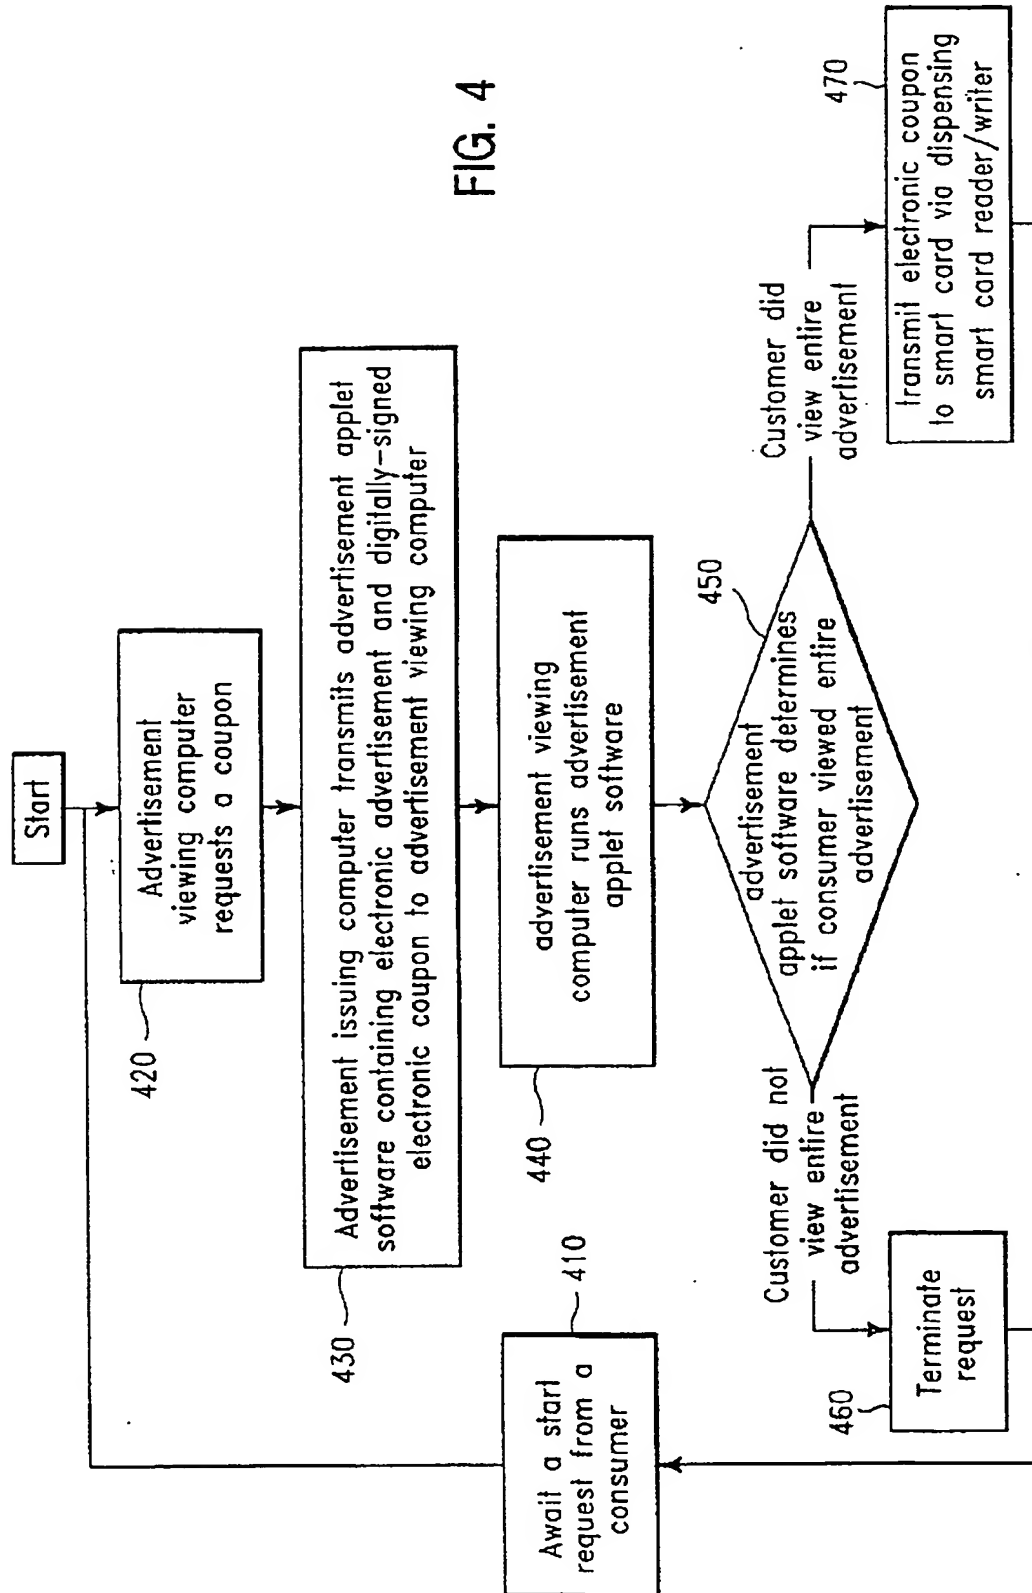 FIG. 4
Start
Advertisement
viewing computer
requests a coupon
420
Advertisement issuing computer transmits advertisement applet
software containing electronic advertisement and digitally-signed
electronic coupon to advertisement viewing computer
430
advertisement viewing
computer runs advertisement
applet software
440
Await a start
request from a
consumer
410
advertisement
applet software determines
if consumer viewed entire
advertisement
450
Customer did not
view entire
advertisement
Customer did
view entire
advertisement
Terminate
request
460
transmit electronic coupon
to smart card via dispensing
smart card reader/writer
470